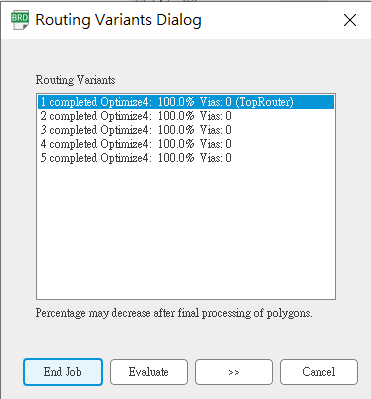 BRD
Routing Variants Dialog
Routing Variants
1 completed Optimize4: 100.0% Vias: 0 (TopRouter)
2 completed Optimize4: 100.0% Vias: 0
3 completed Optimize4: 100.0% Vias: 0
4 completed Optimize4: 100.0% Vias: 0
5 completed Optimize4: 100.0% Vias: 0
Percentage may decrease after final processing of polygons.
End Job Evaluate >> Cancel